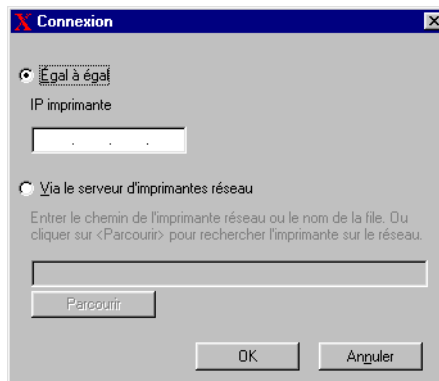 X Connexion
Égal à égal
IP imprimante
. . .
Via le serveur d'imprimantes réseau
Entrer le chemin de l'imprimante réseau ou le nom de la file. Ou
cliquer sur <Parcourir> pour rechercher l'imprimante sur le réseau.
Parcourir
OK Annuler